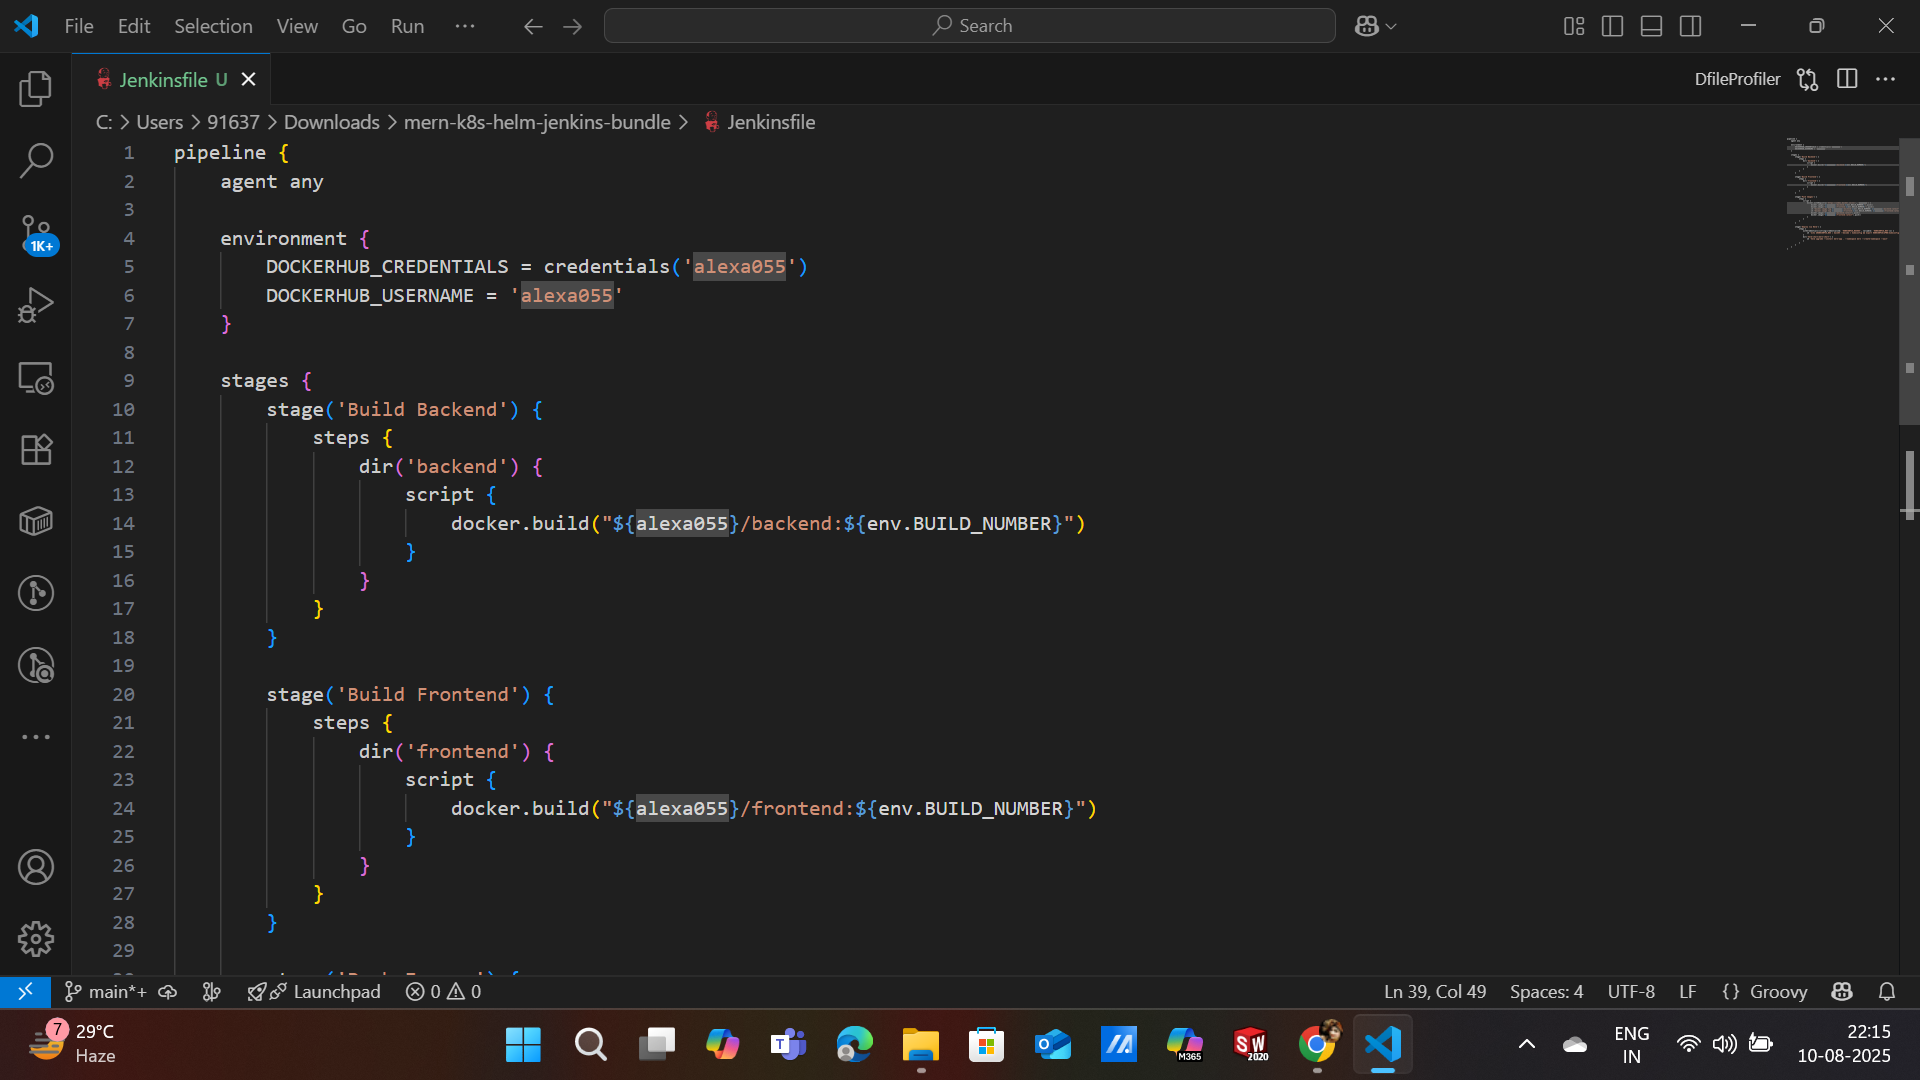 File Edit Selection View Go Run ··· Search
Jenkinsfile U DfileProfiler
C: > Users > 91637 > Downloads > mern-k8s-helm-jenkins-bundle > Jenkinsfile
1 pipeline {
2     agent any
3
4     environment {
5         DOCKERHUB_CREDENTIALS = credentials('alexa055')
6         DOCKERHUB_USERNAME = 'alexa055'
7     }
8
9     stages {
10         stage('Build Backend') {
11             steps {
12                 dir('backend') {
13                     script {
14                         docker.build("${alexa055}/backend:${env.BUILD_NUMBER}")
15                     }
16                 }
17             }
18         }
19
20         stage('Build Frontend') {
21             steps {
22                 dir('frontend') {
23                     script {
24                         docker.build("${alexa055}/frontend:${env.BUILD_NUMBER}")
25                     }
26                 }
27             }
28         }
29
1K+
main*+ Launchpad 0 0 Ln 39, Col 49 Spaces: 4 UTF-8 LF {} Groovy
7 29°C
Haze
T
M365
SW
2020
ENG
IN
22:15
10-08-2025